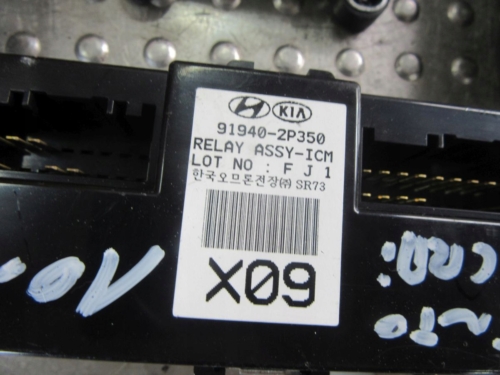 KIA
91940-2P350
RELAY ASSY-ICM
LOT NO : F J 1
한국오므론전장㈜ SR73
X09